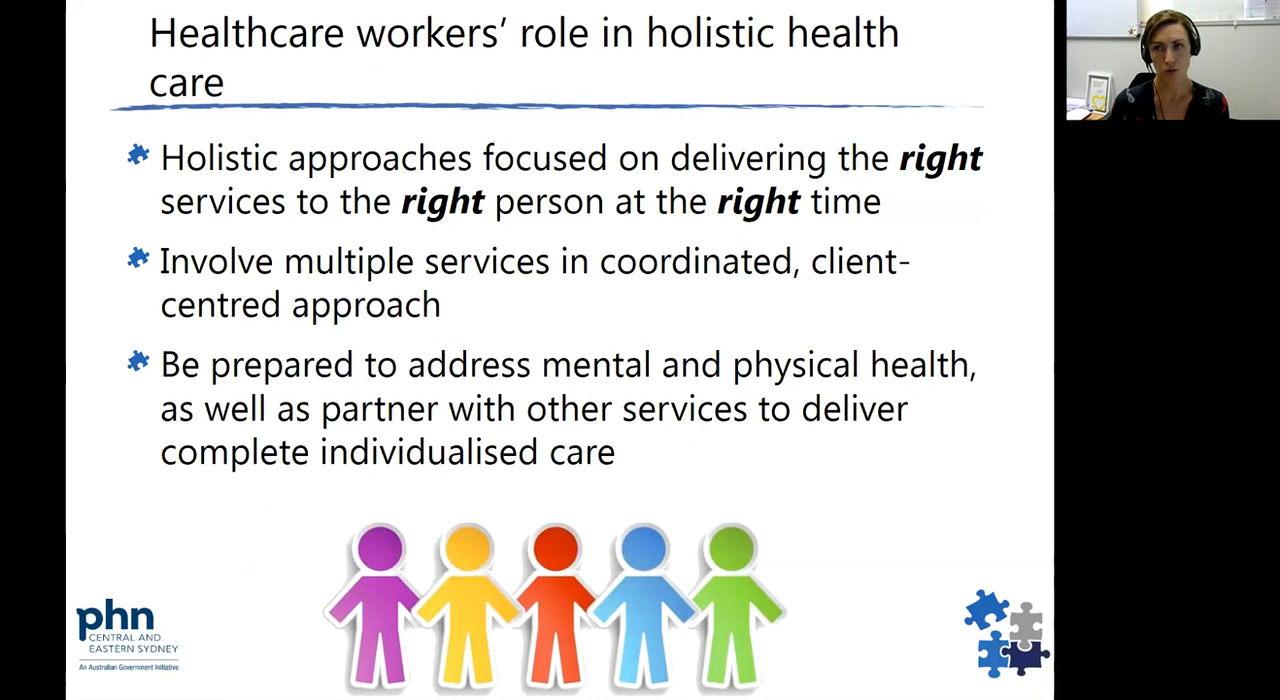 Healthcare workers’ role in holistic health
care
Holistic approaches focused on delivering the right
services to the right person at the right time
Involve multiple services in coordinated, client-
centred approach
Be prepared to address mental and physical health,
as well as partner with other services to deliver
complete individualised care
phn
CENTRAL AND
EASTERN SYDNEY
An Australian Government Initiative